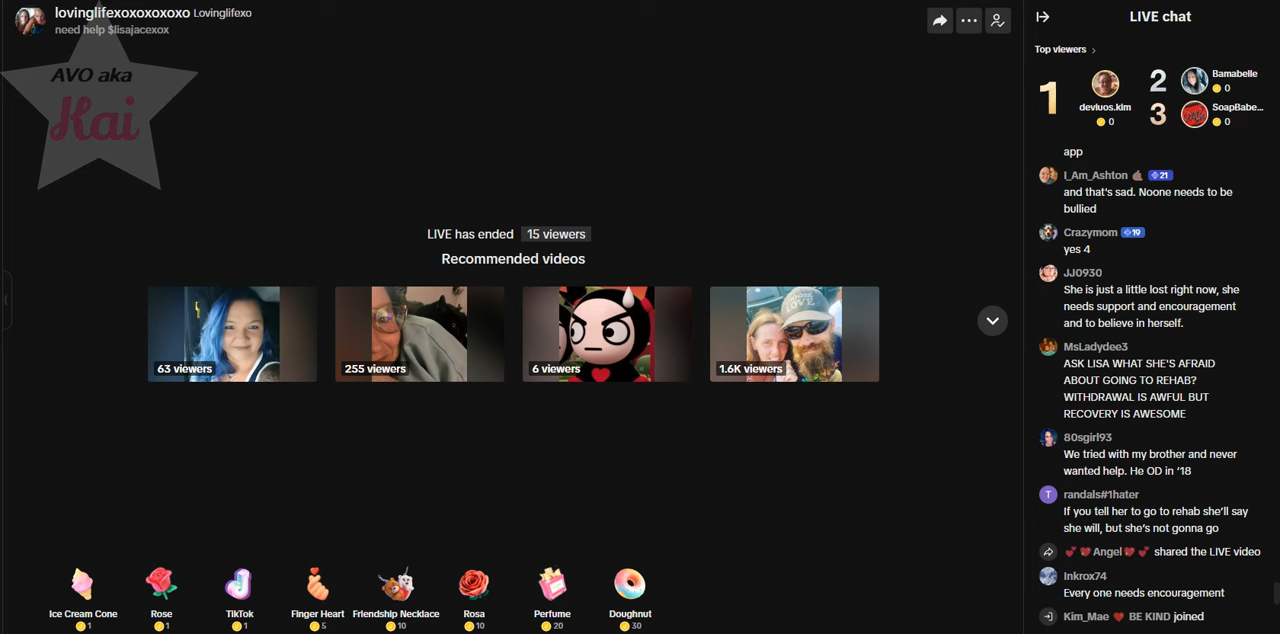 lovinglifexoxoxoxoxo Lovinglifexo
need help $lisajacexox
AVO aka
Kai
LIVE has ended 15 viewers
Recommended videos
63 viewers
255 viewers
6 viewers
1.6K viewers
Ice Cream Cone
1
Rose
1
TikTok
1
Finger Heart
5
Friendship Necklace
10
Rosa
10
Perfume
20
Doughnut
30
LIVE chat
Top viewers
1
devluos.kim
0
2
Bamabelle
0
3
SoapBabe...
0
app
I_Am_Ashton 21
and that's sad. Noone needs to be
bullied
Crazymom 19
yes 4
JJ0930
She is just a little lost right now, she
needs support and encouragement
and to believe in herself.
MsLadydee3
ASK LISA WHAT SHE'S AFRAID
ABOUT GOING TO REHAB?
WITHDRAWAL IS AWFUL BUT
RECOVERY IS AWESOME
80sgirl93
We tried with my brother and never
wanted help. He OD in '18
T randals#1hater
If you tell her to go to rehab she'll say
she will, but she's not gonna go
💕💖Angel💖💕 shared the LIVE video
Inkrox74
Every one needs encouragement
Kim_Mae ❤️ BE KIND joined